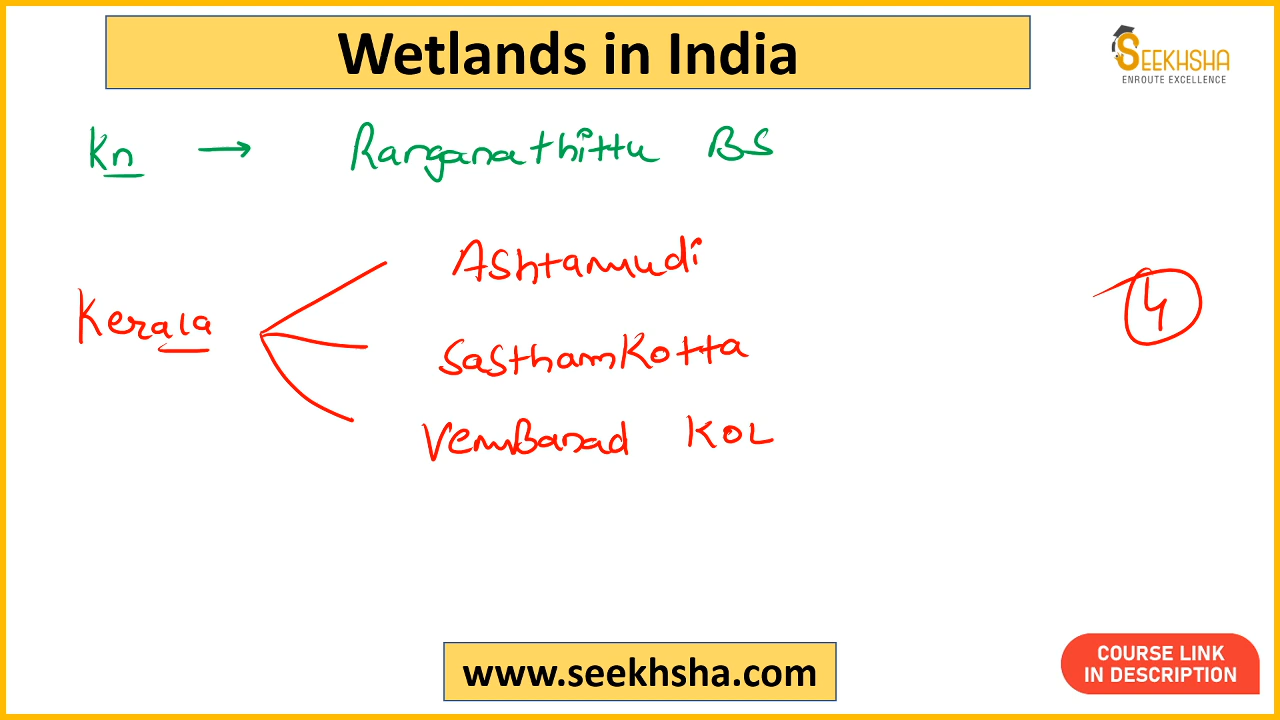 Wetlands in India
SEEKHSHA
ENROUTE EXCELLENCE
Kn → Ranganathittu BS
Kerala
Ashtamudi
SasthamKotta
VemBanad KOL
4
www.seekhsha.com
COURSE LINK
IN DESCRIPTION